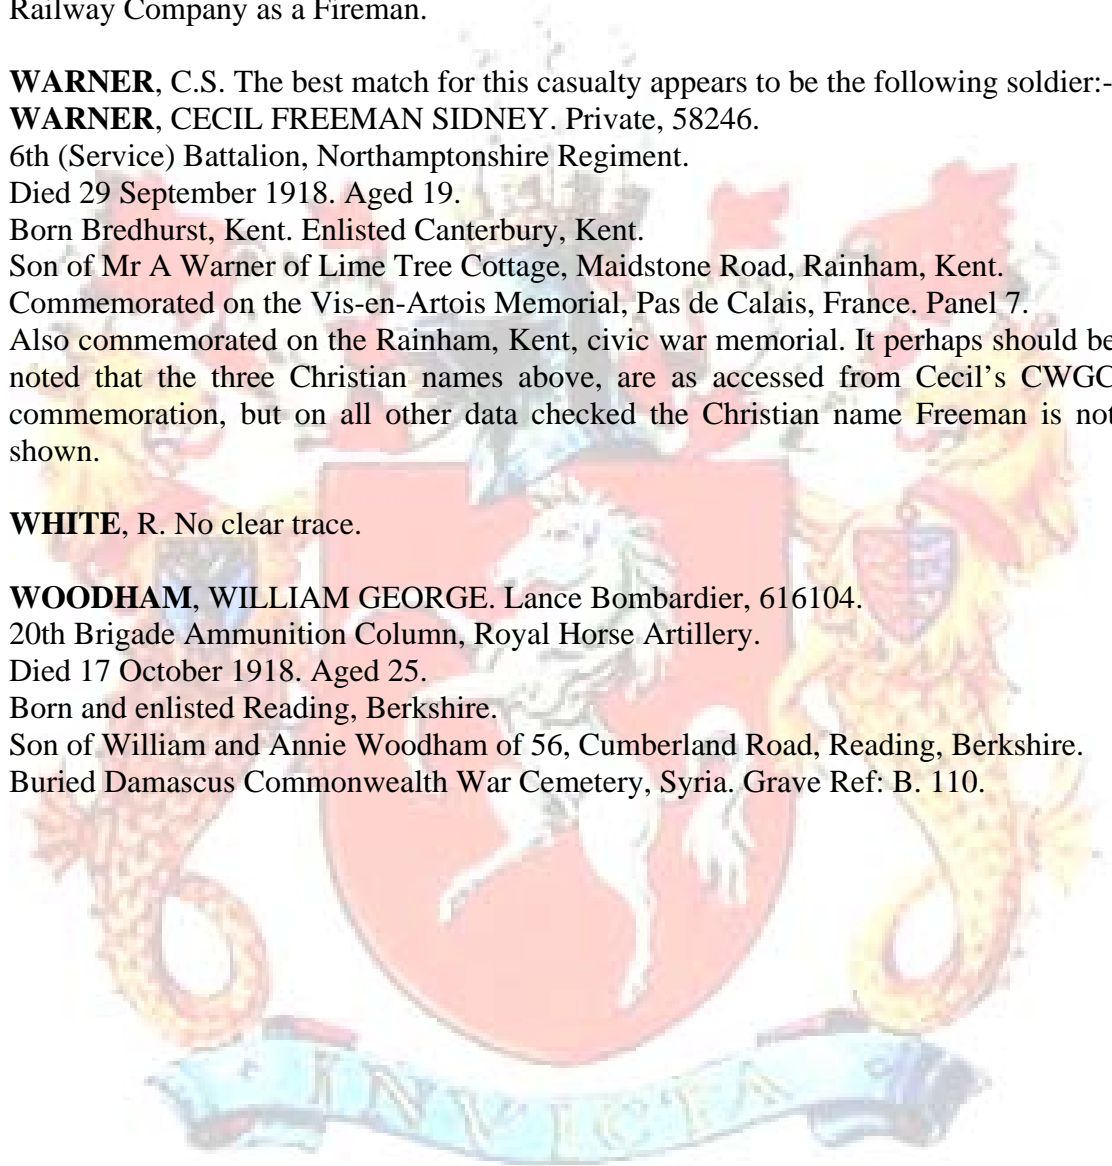 Railway Company as a Fireman.
WARNER, C.S. The best match for this casualty appears to be the following soldier:-
WARNER, CECIL FREEMAN SIDNEY. Private, 58246.
6th (Service) Battalion, Northamptonshire Regiment.
Died 29 September 1918. Aged 19.
Born Bredhurst, Kent. Enlisted Canterbury, Kent.
Son of Mr A Warner of Lime Tree Cottage, Maidstone Road, Rainham, Kent.
Commemorated on the Vis-en-Artois Memorial, Pas de Calais, France. Panel 7.
Also commemorated on the Rainham, Kent, civic war memorial. It perhaps should be
noted that the three Christian names above, are as accessed from Cecil’s CWGC
commemoration, but on all other data checked the Christian name Freeman is not
shown.
WHITE, R. No clear trace.
WOODHAM, WILLIAM GEORGE. Lance Bombardier, 616104.
20th Brigade Ammunition Column, Royal Horse Artillery.
Died 17 October 1918. Aged 25.
Born and enlisted Reading, Berkshire.
Son of William and Annie Woodham of 56, Cumberland Road, Reading, Berkshire.
Buried Damascus Commonwealth War Cemetery, Syria. Grave Ref: B. 110.
INVICTA